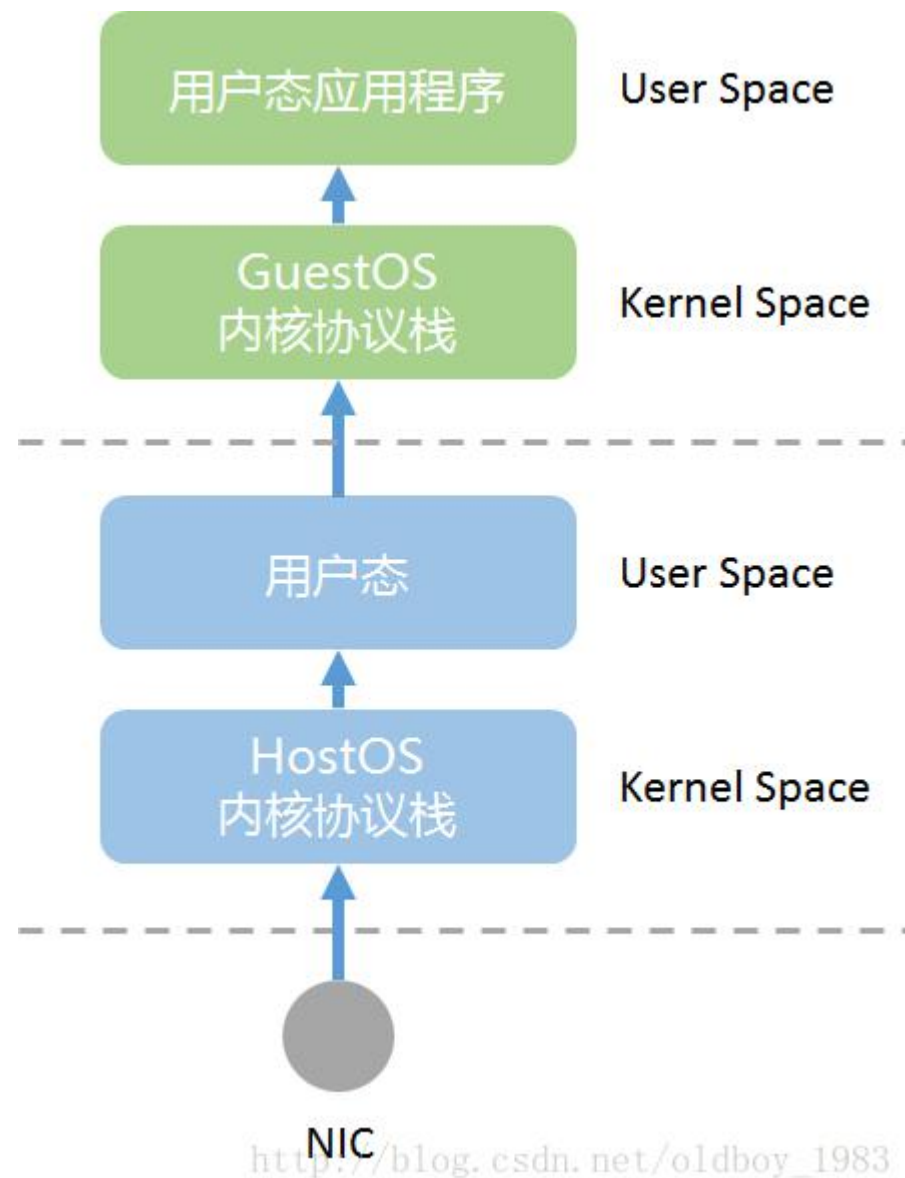 用户态应用程序
User Space
GuestOS
内核协议栈
Kernel Space
用户态
User Space
HostOS
内核协议栈
Kernel Space
NIC
http://blog.csdn.net/oldboy_1983